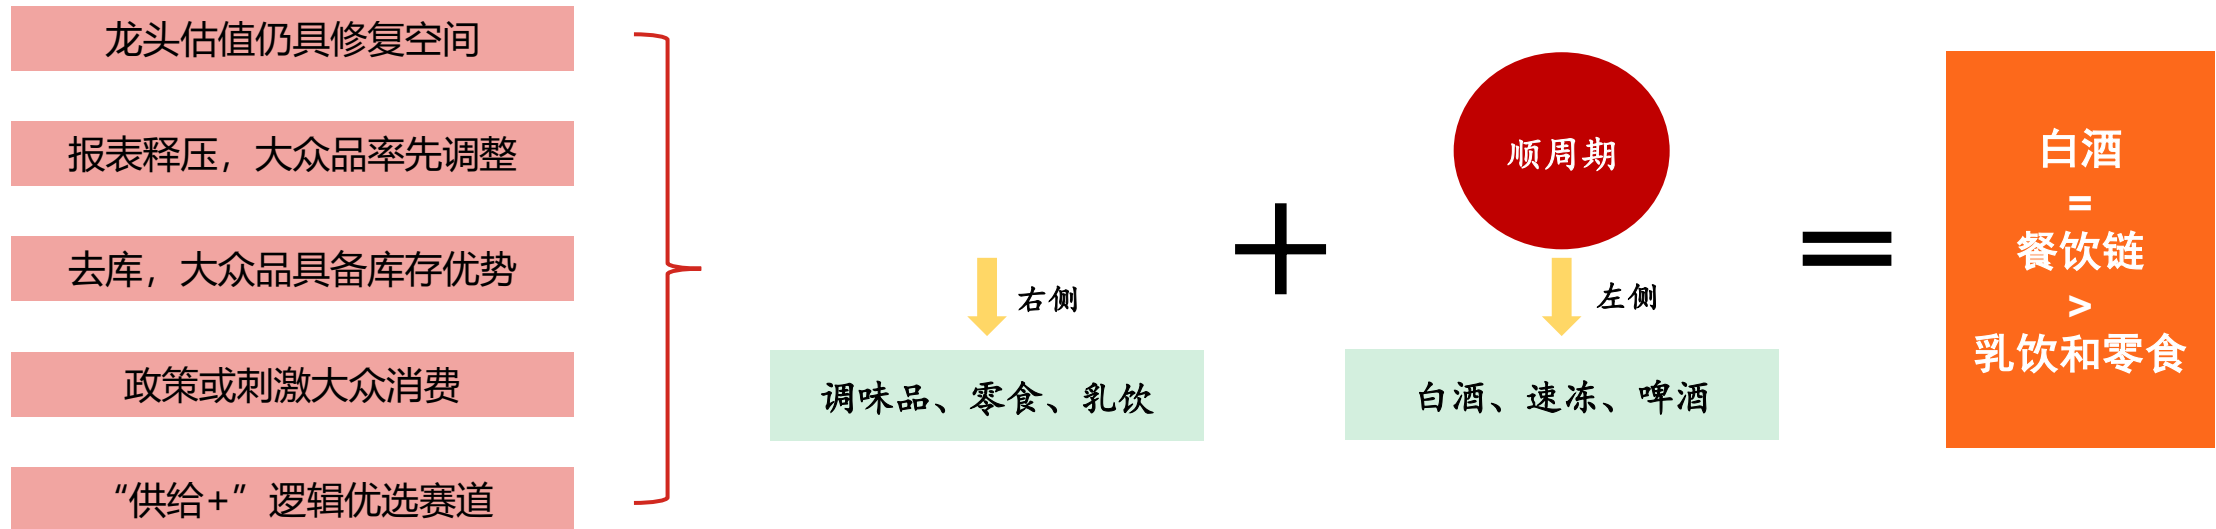 龙头估值仍具修复空间
报表释压，大众品率先调整
去库，大众品具备库存优势
政策或刺激大众消费
“供给+”逻辑优选赛道
右侧
调味品、零食、乳饮
+
顺周期
左侧
白酒、速冻、啤酒
=
白酒
=
餐饮链
>
乳饮和零食